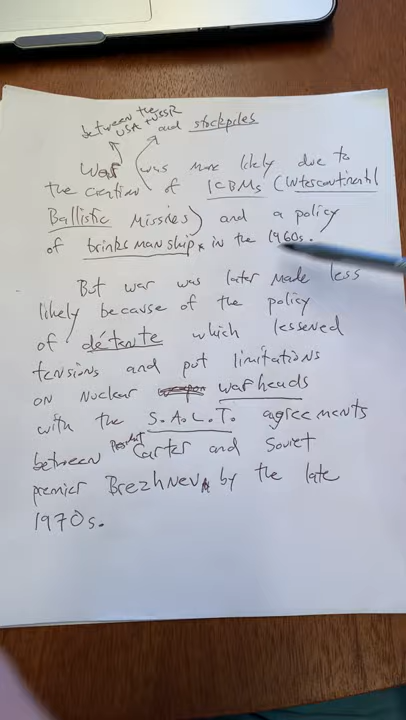 between the
USA + USSR
and stockpiles
War was more likely due to
the creation of ICBMs (Intercontinental
Ballistic Missiles) and a policy
of brinksmanship in the 1960s.
But war was later made less
likely because of the policy
of détente which lessened
tensions and put limitations
on nuclear warheads
with the S.A.L.T. agreements
between President Carter and Soviet
premier Brezhnev by the late
1970s.